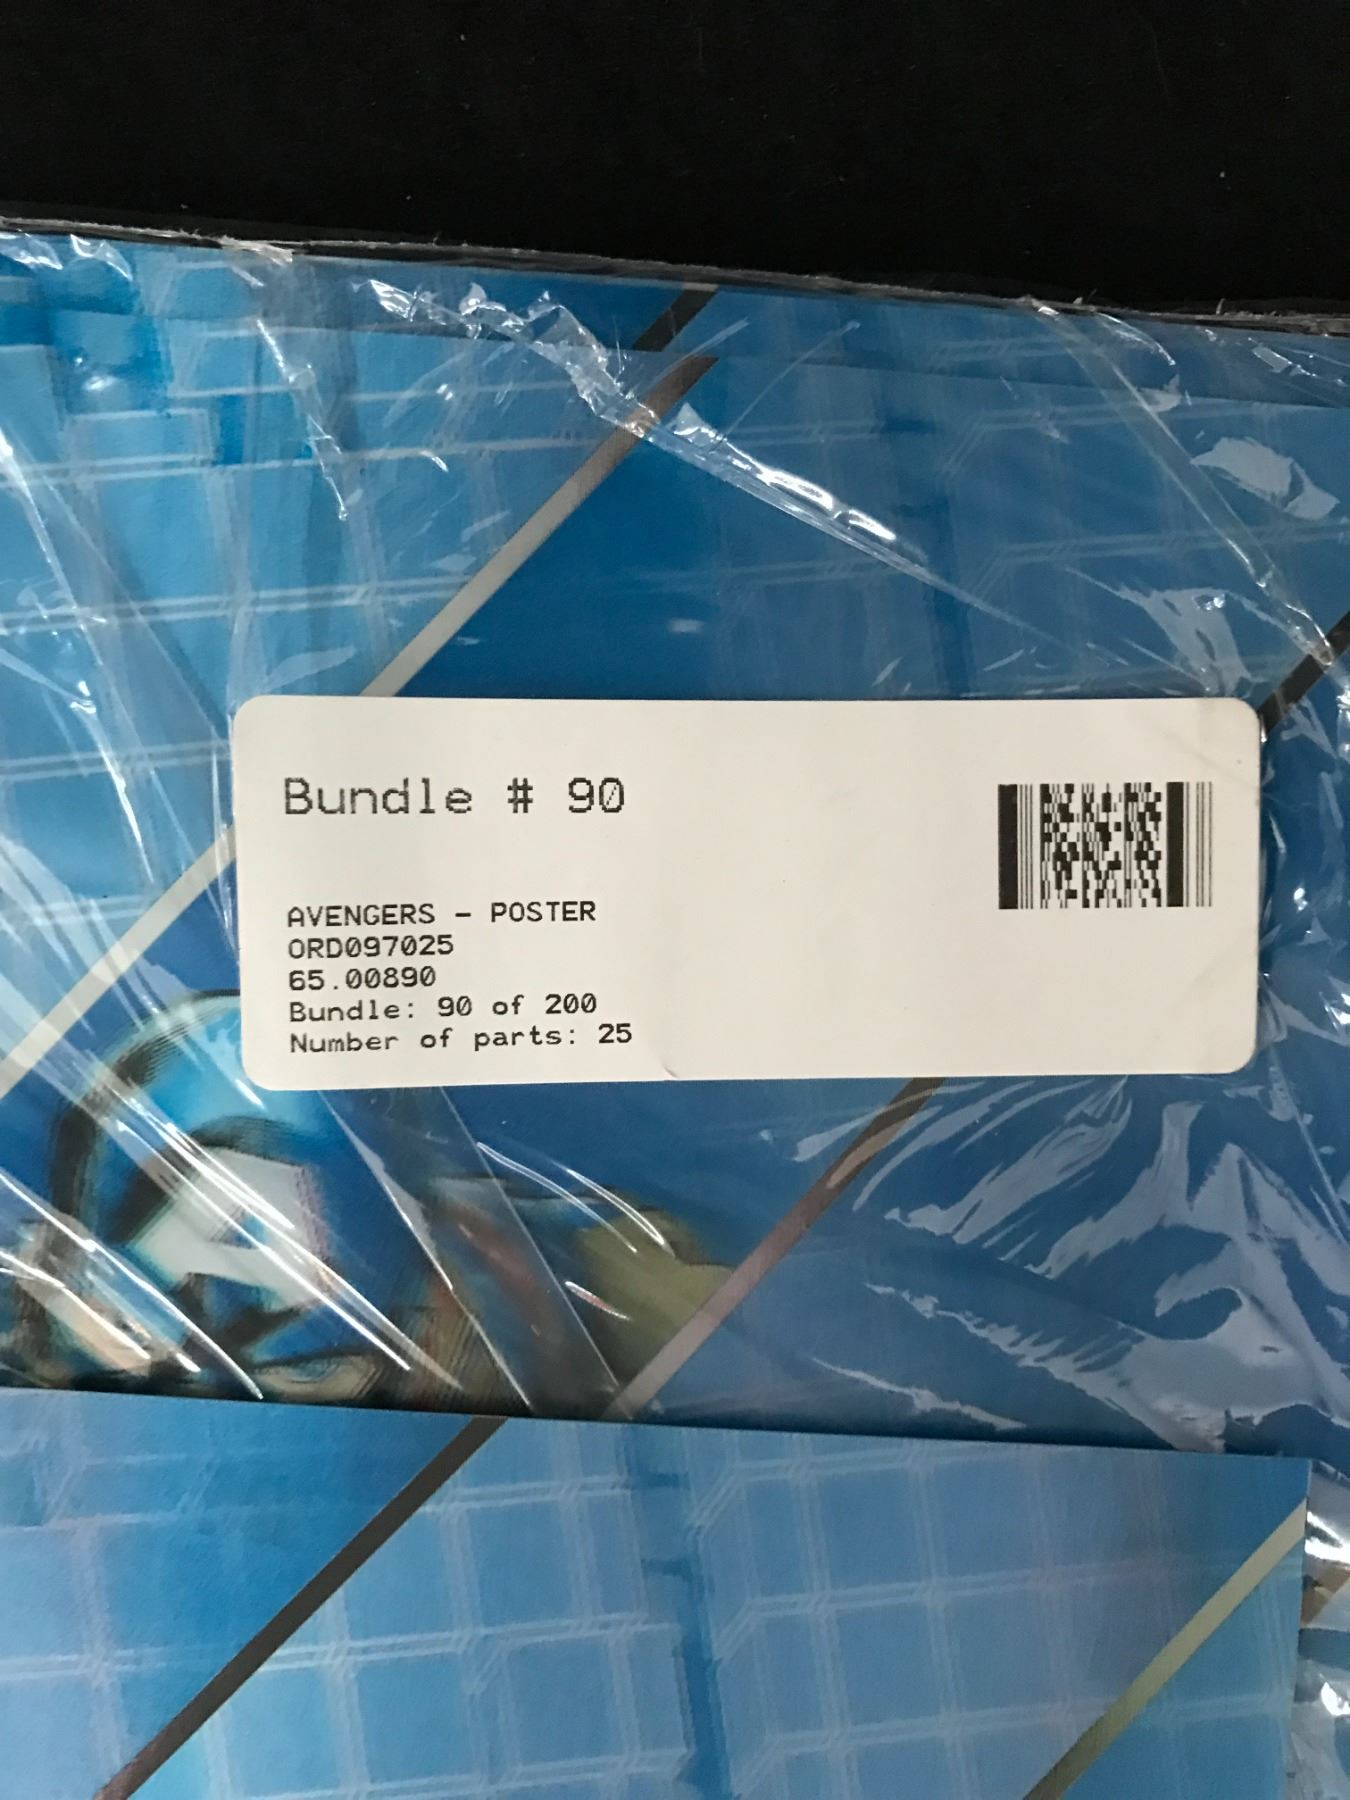 Bundle # 90
AVENGERS - POSTER
ORD097025
65.00890
Bundle: 90 of 200
Number of parts: 25
A